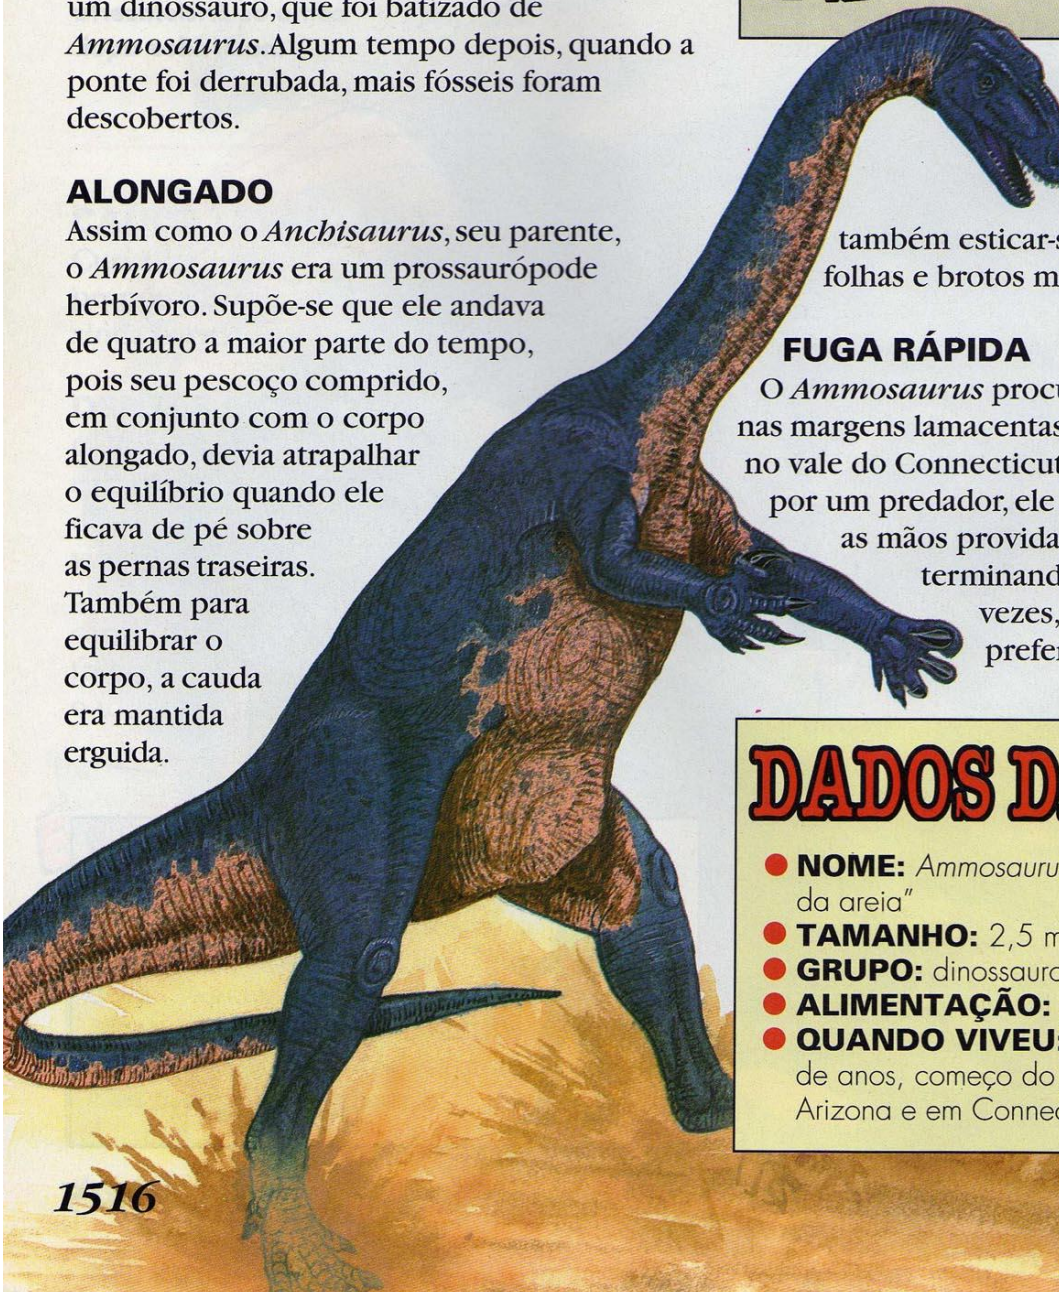 um dinossauro, que foi batizado de
Ammosaurus. Algum tempo depois, quando a
ponte foi derrubada, mais fósseis foram
descobertos.
ALONGADO
Assim como o Anchisaurus, seu parente,
o Ammosaurus era um prossaurópode
herbívoro. Supõe-se que ele andava
de quatro a maior parte do tempo,
pois seu pescoço comprido,
em conjunto com o corpo
alongado, devia atrapalhar
o equilíbrio quando ele
ficava de pé sobre
as pernas traseiras.
Também para
equilibrar o
corpo, a cauda
era mantida
erguida.
também esticar-s
folhas e brotos m
FUGA RÁPIDA
O Ammosaurus procu
nas margens lamacentas
no vale do Connecticut
por um predador, ele
as mãos provida
terminand
vezes,
prefer
DADOS D
NOME: Ammosauru
da areia"
TAMANHO: 2,5 m
GRUPO: dinossauro
ALIMENTAÇÃO:
QUANDO VIVEU:
de anos, começo do
Arizona e em Connec
1516